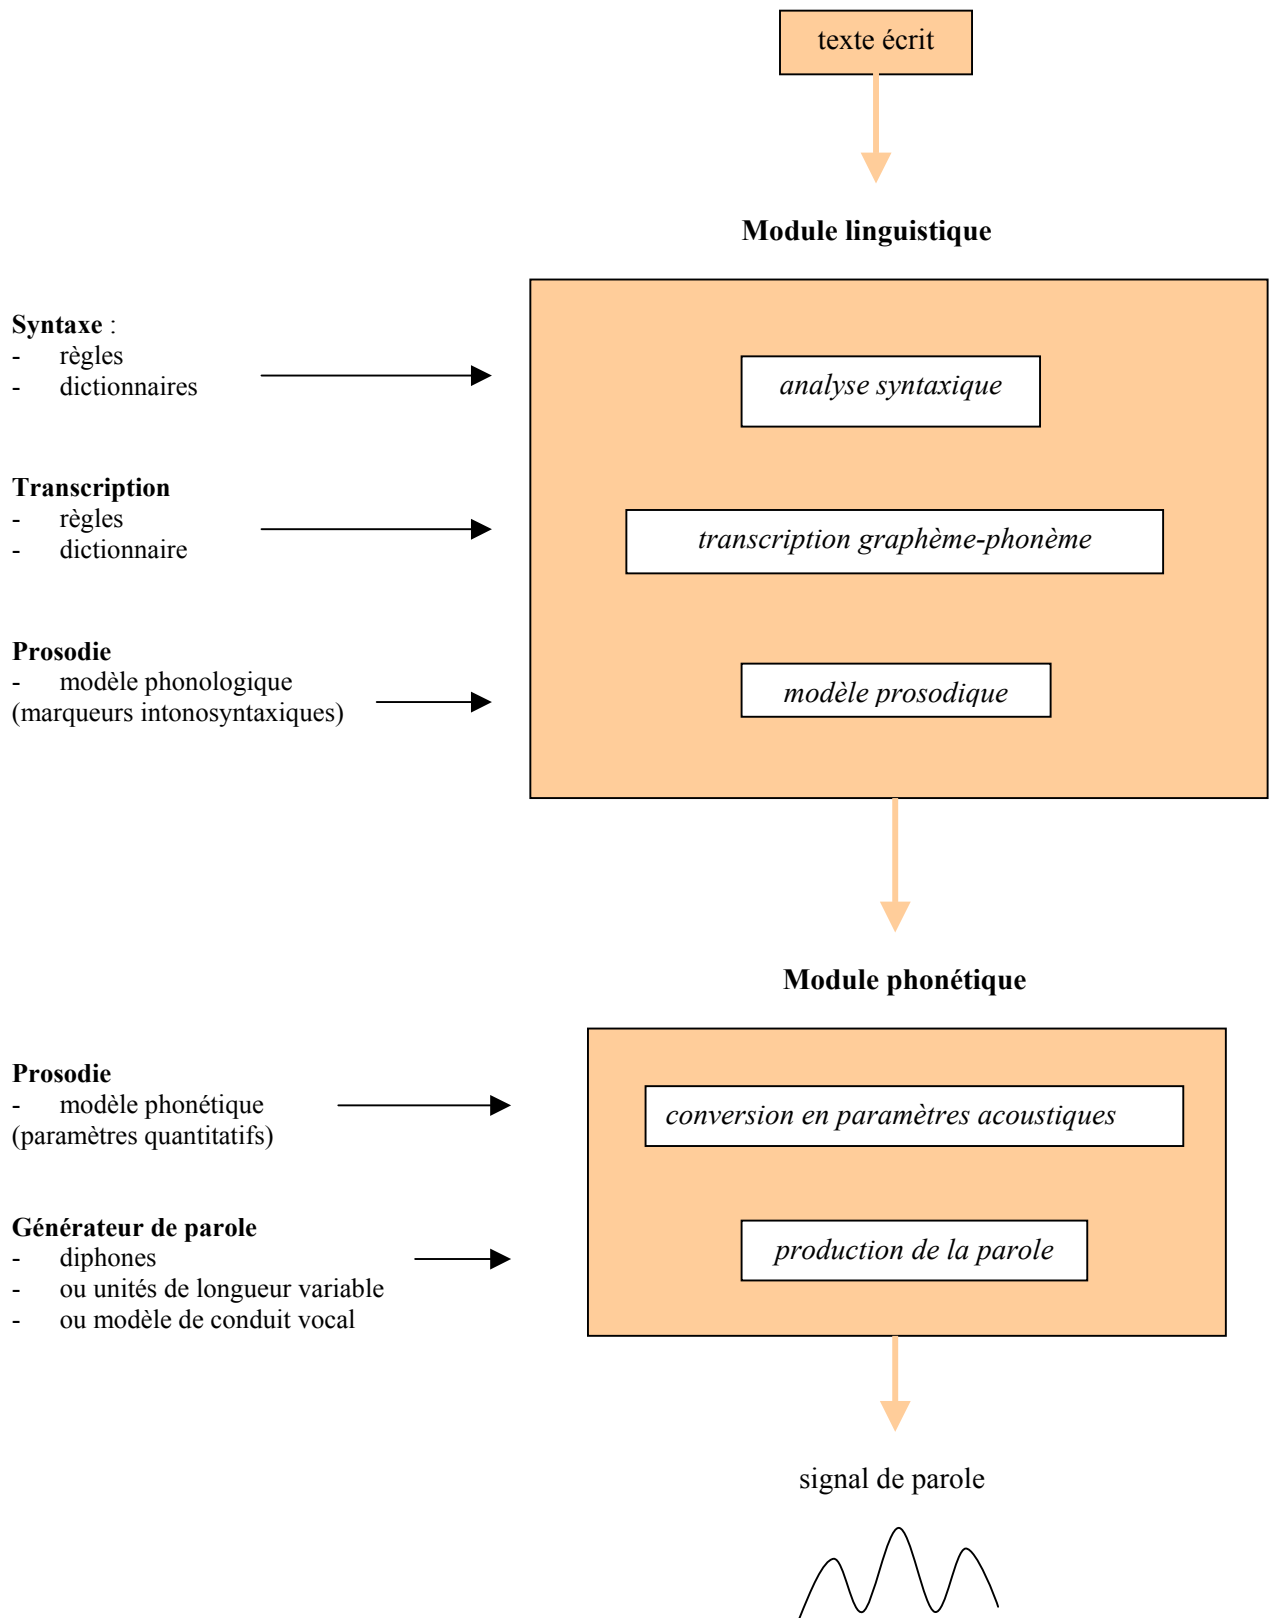 texte écrit
Module linguistique
Syntaxe :
- règles
- dictionnaires
analyse syntaxique
Transcription
- règles
- dictionnaire
transcription graphème-phonème
Prosodie
- modèle phonologique
(marqueurs intonosyntaxiques)
modèle prosodique
Module phonétique
Prosodie
- modèle phonétique
(paramètres quantitatifs)
conversion en paramètres acoustiques
Générateur de parole
- diphones
- ou unités de longueur variable
- ou modèle de conduit vocal
production de la parole
signal de parole